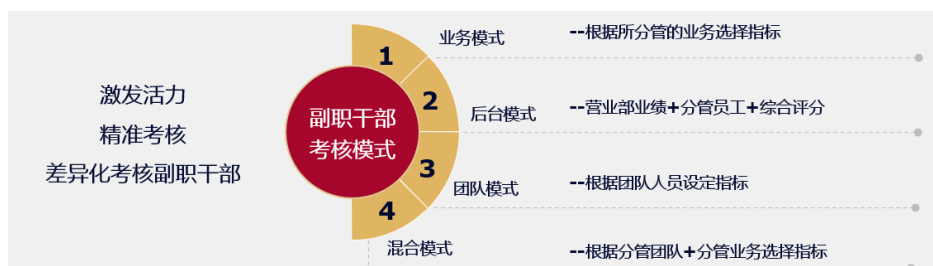 激发活力
精准考核
差异化考核副职干部
副职干部
考核模式
1
业务模式
--根据所分管的业务选择指标
2
后台模式
--营业部业绩+分管员工+综合评分
3
团队模式
--根据团队人员设定指标
4
混合模式
--根据分管团队+分管业务选择指标